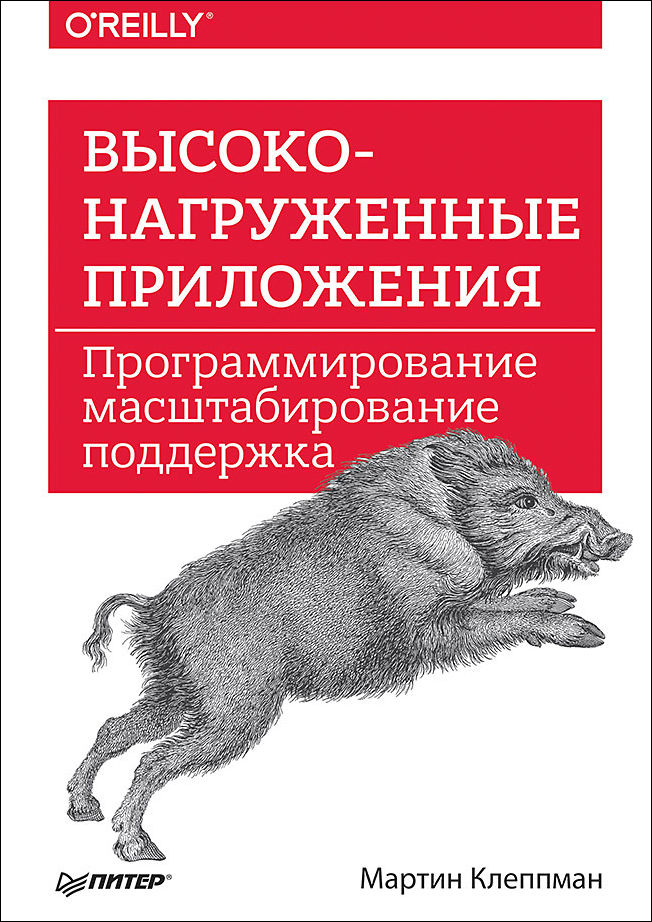 O'REILLY®
ВЫСОКО-
НАГРУЖЕННЫЕ
ПРИЛОЖЕНИЯ
Программирование
масштабирование
поддержка
ПИТЕР®
Мартин Клеппман